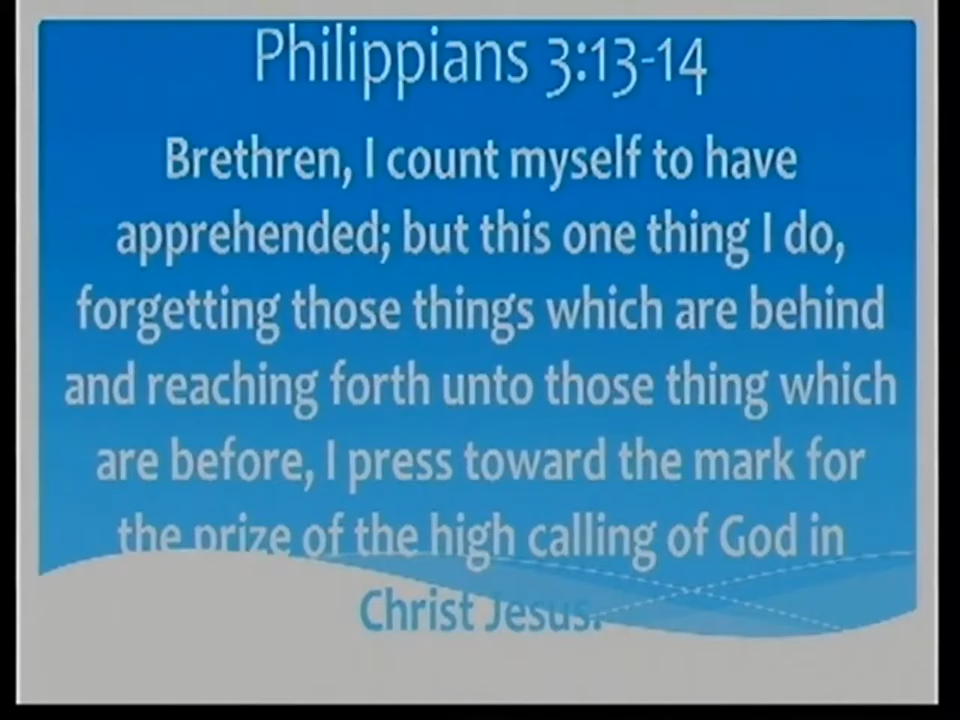 Philippians 3:13-14
Brethren, I count myself to have
apprehended; but this one thing I do,
forgetting those things which are behind
and reaching forth unto those thing which
are before, I press toward the mark for
the prize of the high calling of God in
Christ Jesus.